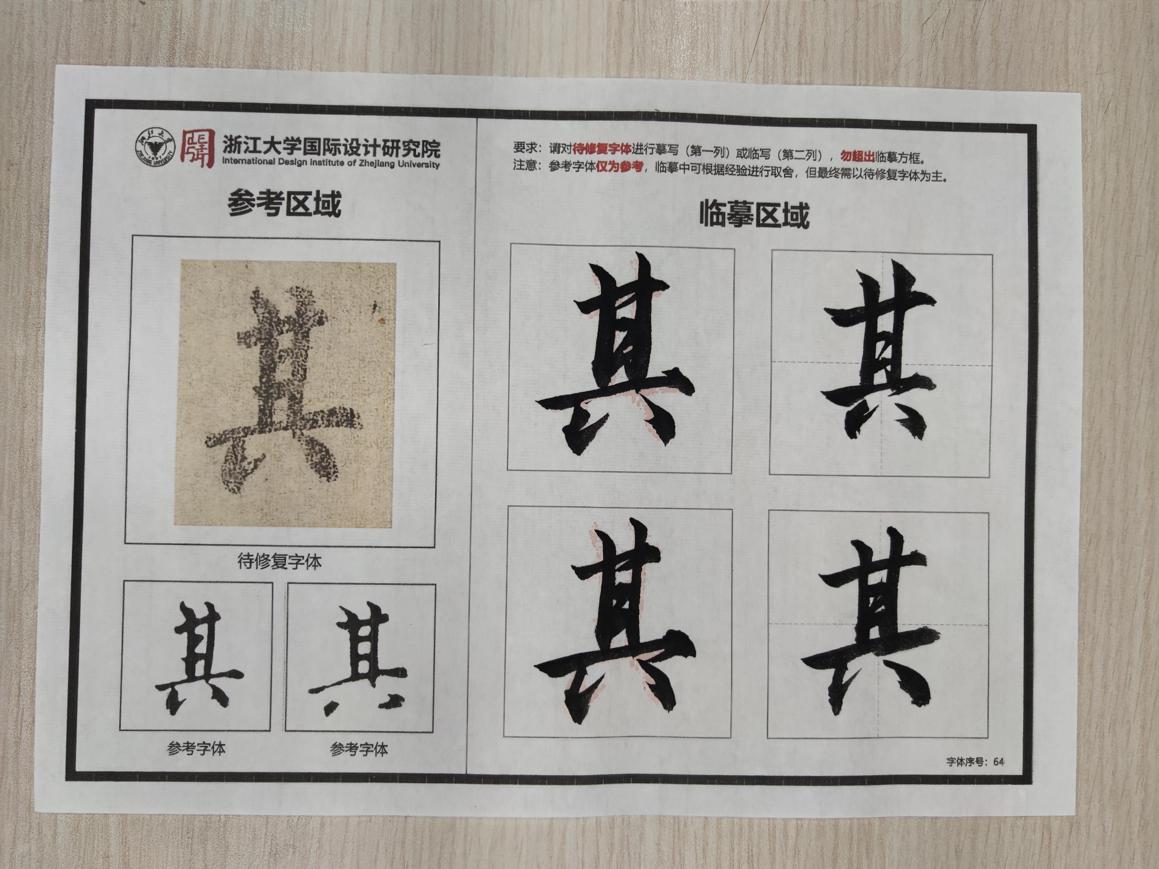 浙江大学国际设计研究院
International Design Institute of Zhejiang University
参考区域
其
待修复字体
其
其
参考字体
参考字体
要求：请对待修复字体进行摹写（第一列）或临写（第二列），勿超出临摹方框。
注意：参考字体仅为参考，临摹中可根据经验进行取舍，但最终需以待修复字体为主。
临摹区域
其
其
其
其
字体序号：64